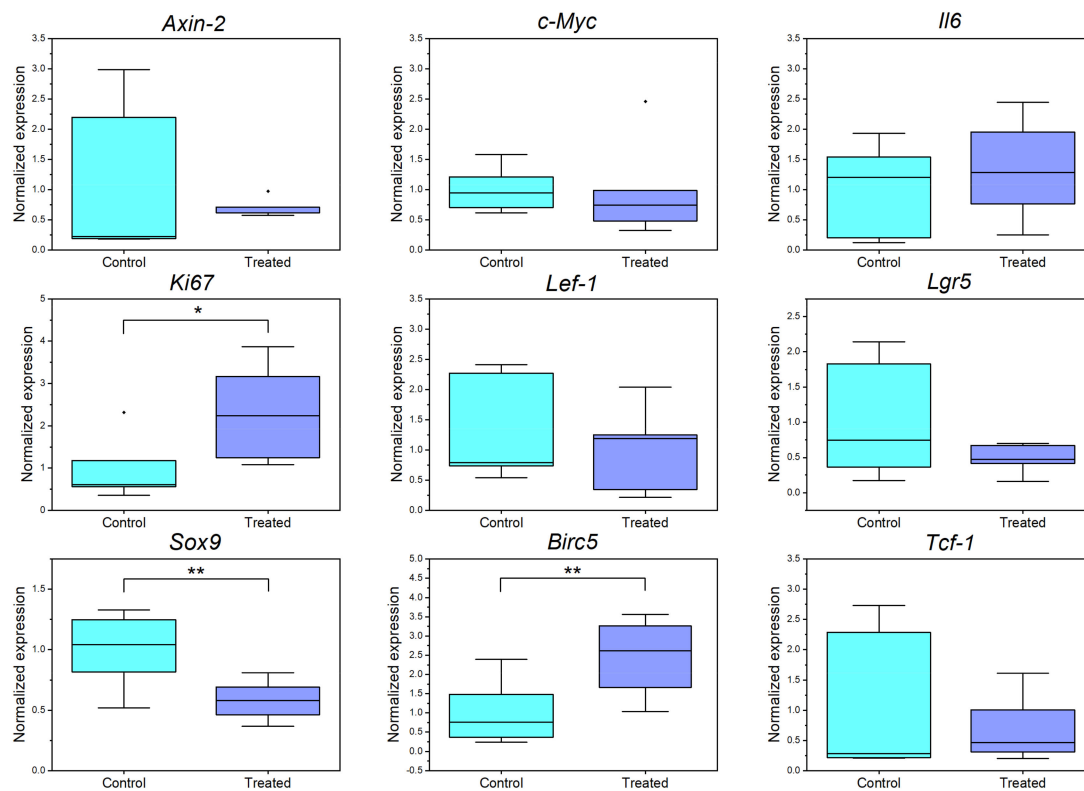 Axin-2
c-Myc
Il6
Normalized expression
3.5
3.0
2.5
2.0
1.5
1.0
0.5
0.0
Control
Treated
Normalized expression
3.5
3.0
2.5
2.0
1.5
1.0
0.5
0.0
Control
Treated
Normalized expression
3.5
3.0
2.5
2.0
1.5
1.0
0.5
0.0
Control
Treated
Ki67
Lef-1
Lgr5
Normalized expression
5
4
3
2
1
0
*
Control
Treated
Normalized expression
3.5
3.0
2.5
2.0
1.5
1.0
0.5
0.0
Control
Treated
Normalized expression
2.5
2.0
1.5
1.0
0.5
0.0
Control
Treated
Sox9
Birc5
Tcf-1
Normalized expression
1.5
1.0
0.5
0.0
**
Control
Treated
Normalized expression
5.0
4.5
4.0
3.5
3.0
2.5
2.0
1.5
1.0
0.5
0.0
-0.5
**
Control
Treated
Normalized expression
3.5
3.0
2.5
2.0
1.5
1.0
0.5
0.0
Control
Treated